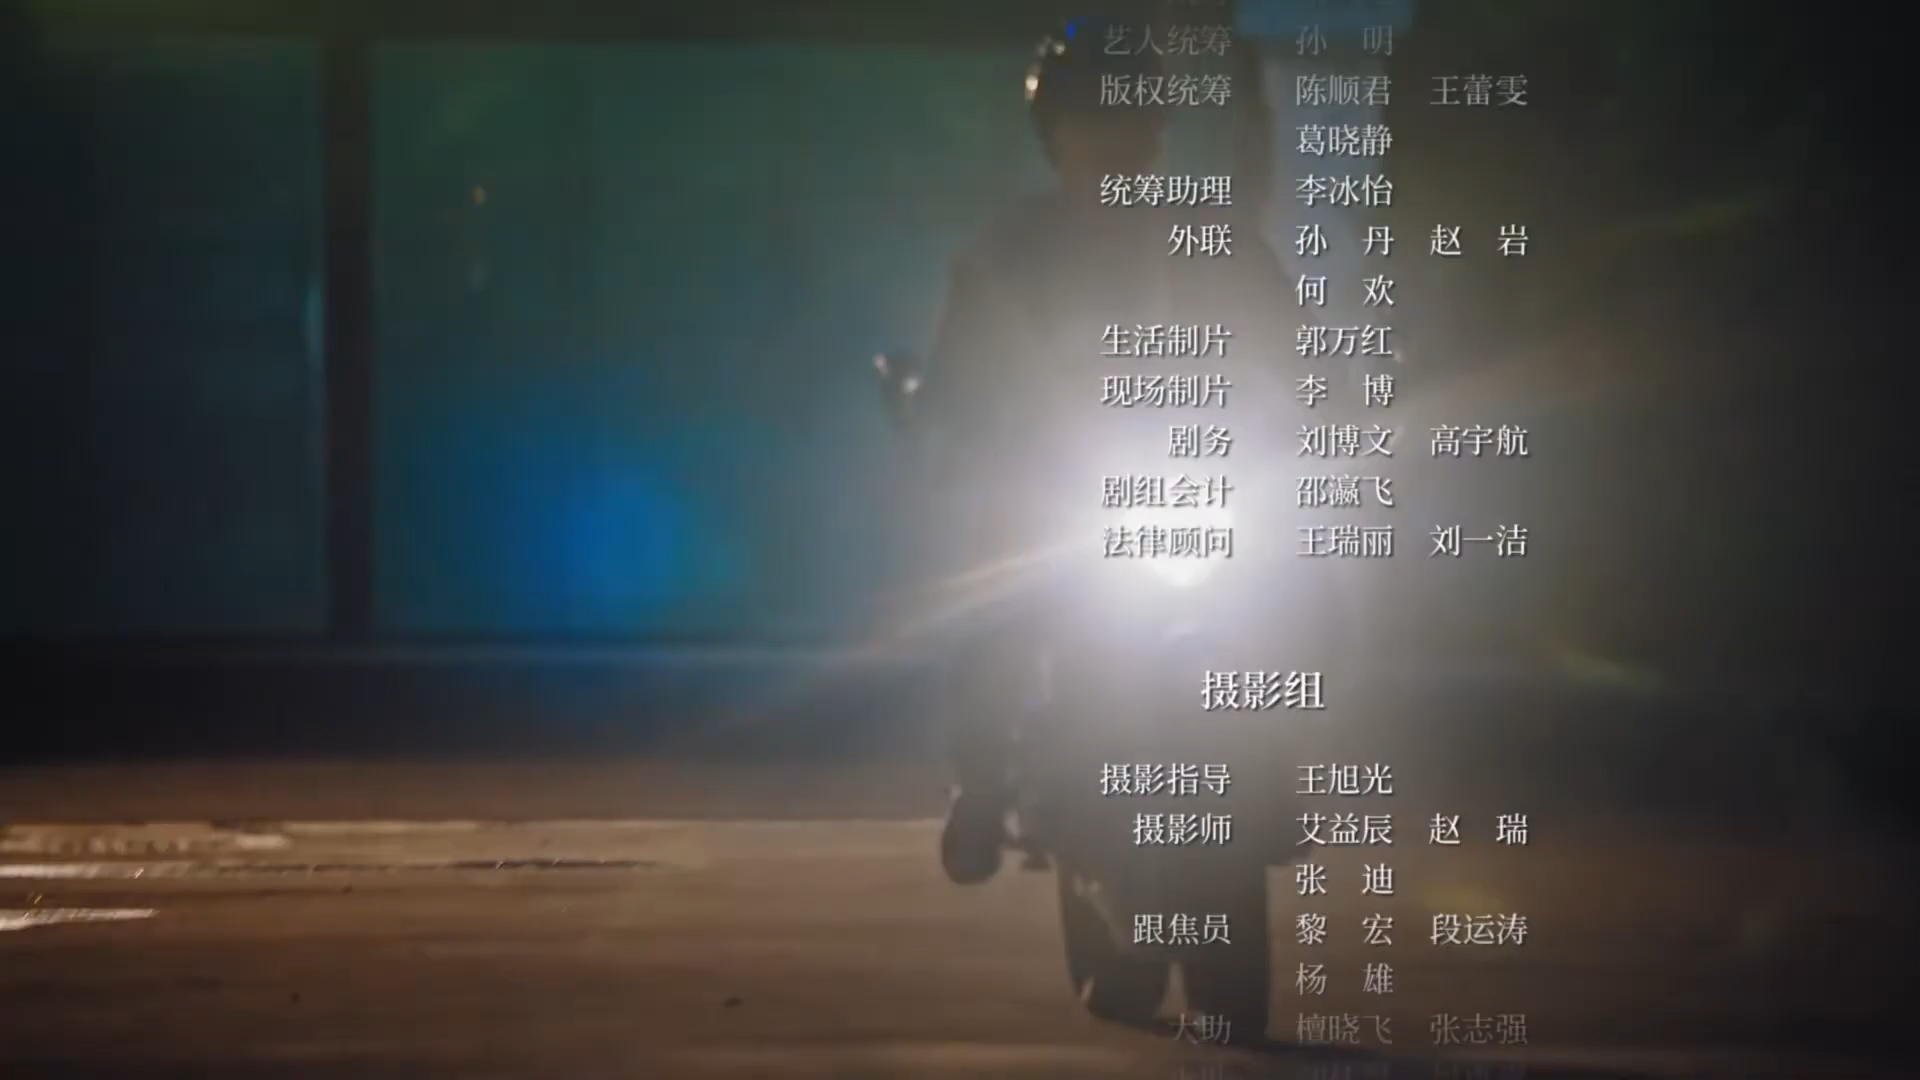 艺人统筹 孙 明
版权统筹 陈顺君 王蕾雯
葛晓静
统筹助理 李冰怡
外联 孙 丹 赵 岩
何 欢
生活制片 郭万红
现场制片 李 博
剧务 刘博文 高宇航
剧组会计 邵瀛飞
法律顾问 王瑞丽 刘一洁
摄影组
摄影指导 王旭光
摄影师 艾益辰 赵 瑞
张 迪
跟焦员 黎 宏 段运涛
杨 雄
大助 檀晓飞 张志强